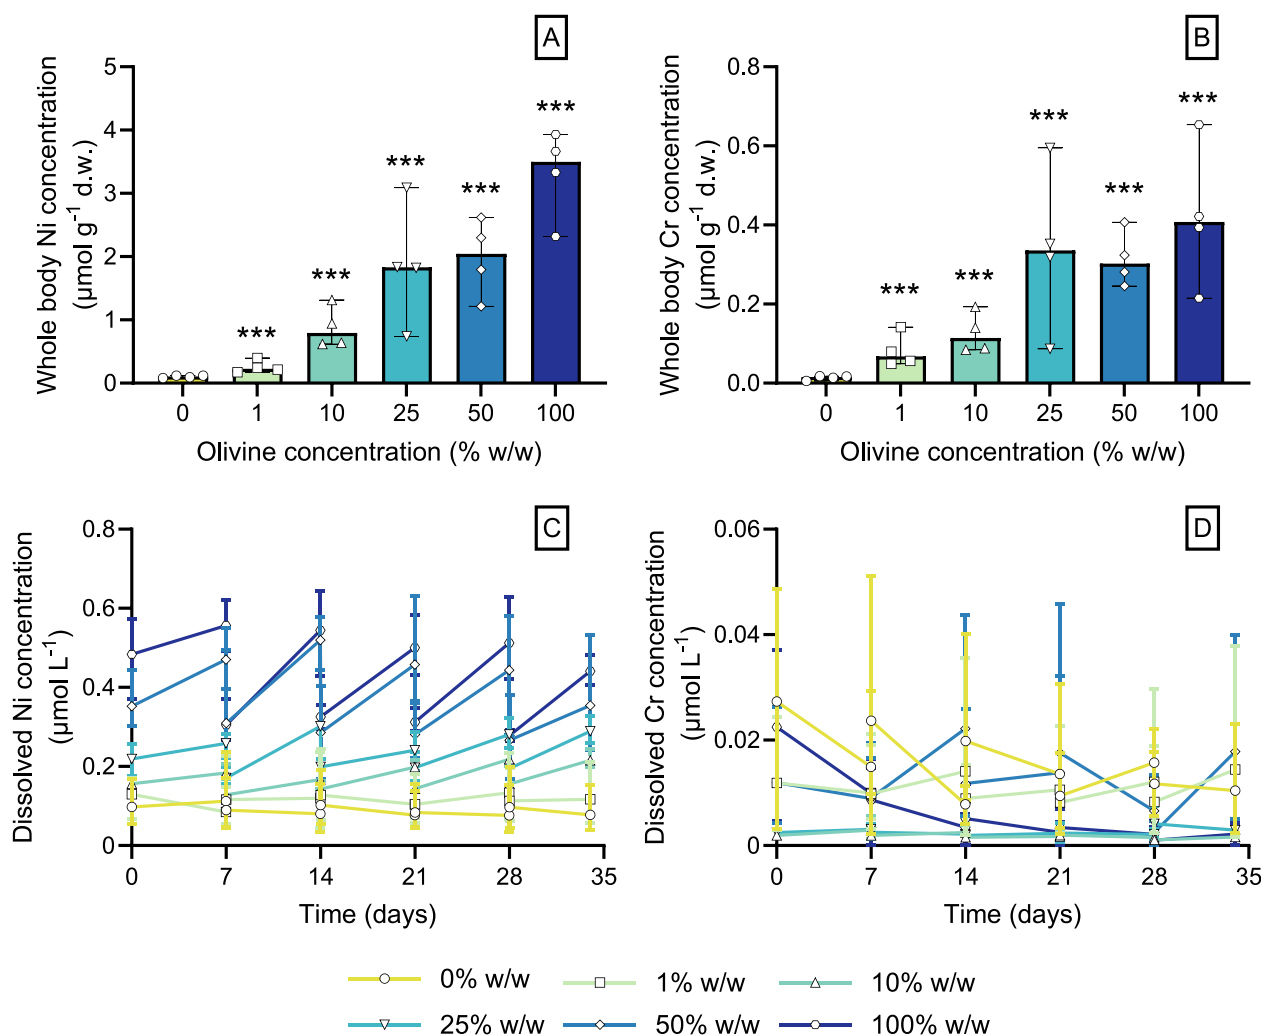 A
Whole body Ni concentration
(µmol g⁻¹ d.w.)
5
4
3
2
1
0
***
***
***
***
***
0 1 10 25 50 100
Olivine concentration (% w/w)
B
Whole body Cr concentration
(µmol g⁻¹ d.w.)
0.8
0.6
0.4
0.2
0.0
***
***
***
***
***
0 1 10 25 50 100
Olivine concentration (% w/w)
C
Dissolved Ni concentration
(µmol L⁻¹)
0.8
0.6
0.4
0.2
0
0 7 14 21 28 35
Time (days)
D
Dissolved Cr concentration
(µmol L⁻¹)
0.06
0.04
0.02
0
0 7 14 21 28 35
Time (days)
0% w/w 1% w/w 10% w/w
25% w/w 50% w/w 100% w/w